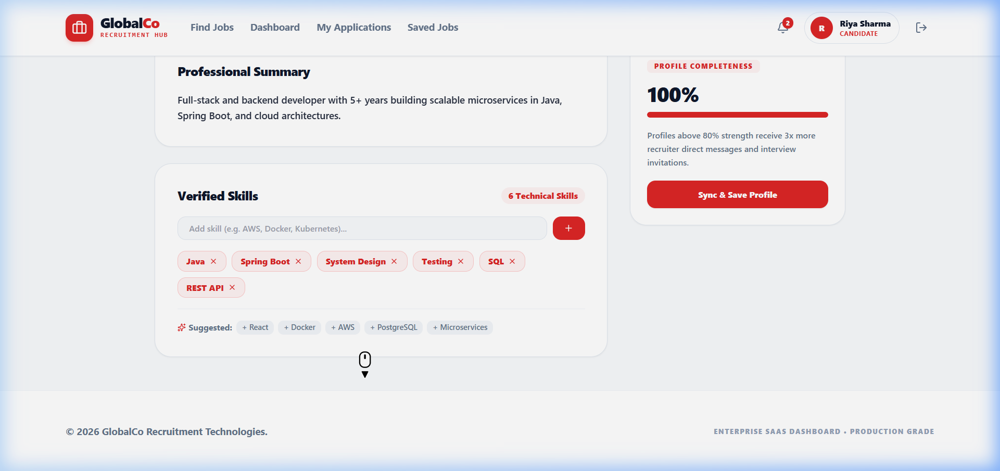 GlobalCo
RECRUITMENT HUB
Find Jobs
Dashboard
My Applications
Saved Jobs
2
R
Riya Sharma
CANDIDATE
Professional Summary
Full-stack and backend developer with 5+ years building scalable microservices in Java,
Spring Boot, and cloud architectures.
Verified Skills
6 Technical Skills
Add skill (e.g. AWS, Docker, Kubernetes)...
+
Java ×
Spring Boot ×
System Design ×
Testing ×
SQL ×
REST API ×
Suggested:
+ React
+ Docker
+ AWS
+ PostgreSQL
+ Microservices
PROFILE COMPLETENESS
100%
Profiles above 80% strength receive 3x more
recruiter direct messages and interview
invitations.
Sync & Save Profile
© 2026 GlobalCo Recruitment Technologies.
ENTERPRISE SAAS DASHBOARD • PRODUCTION GRADE